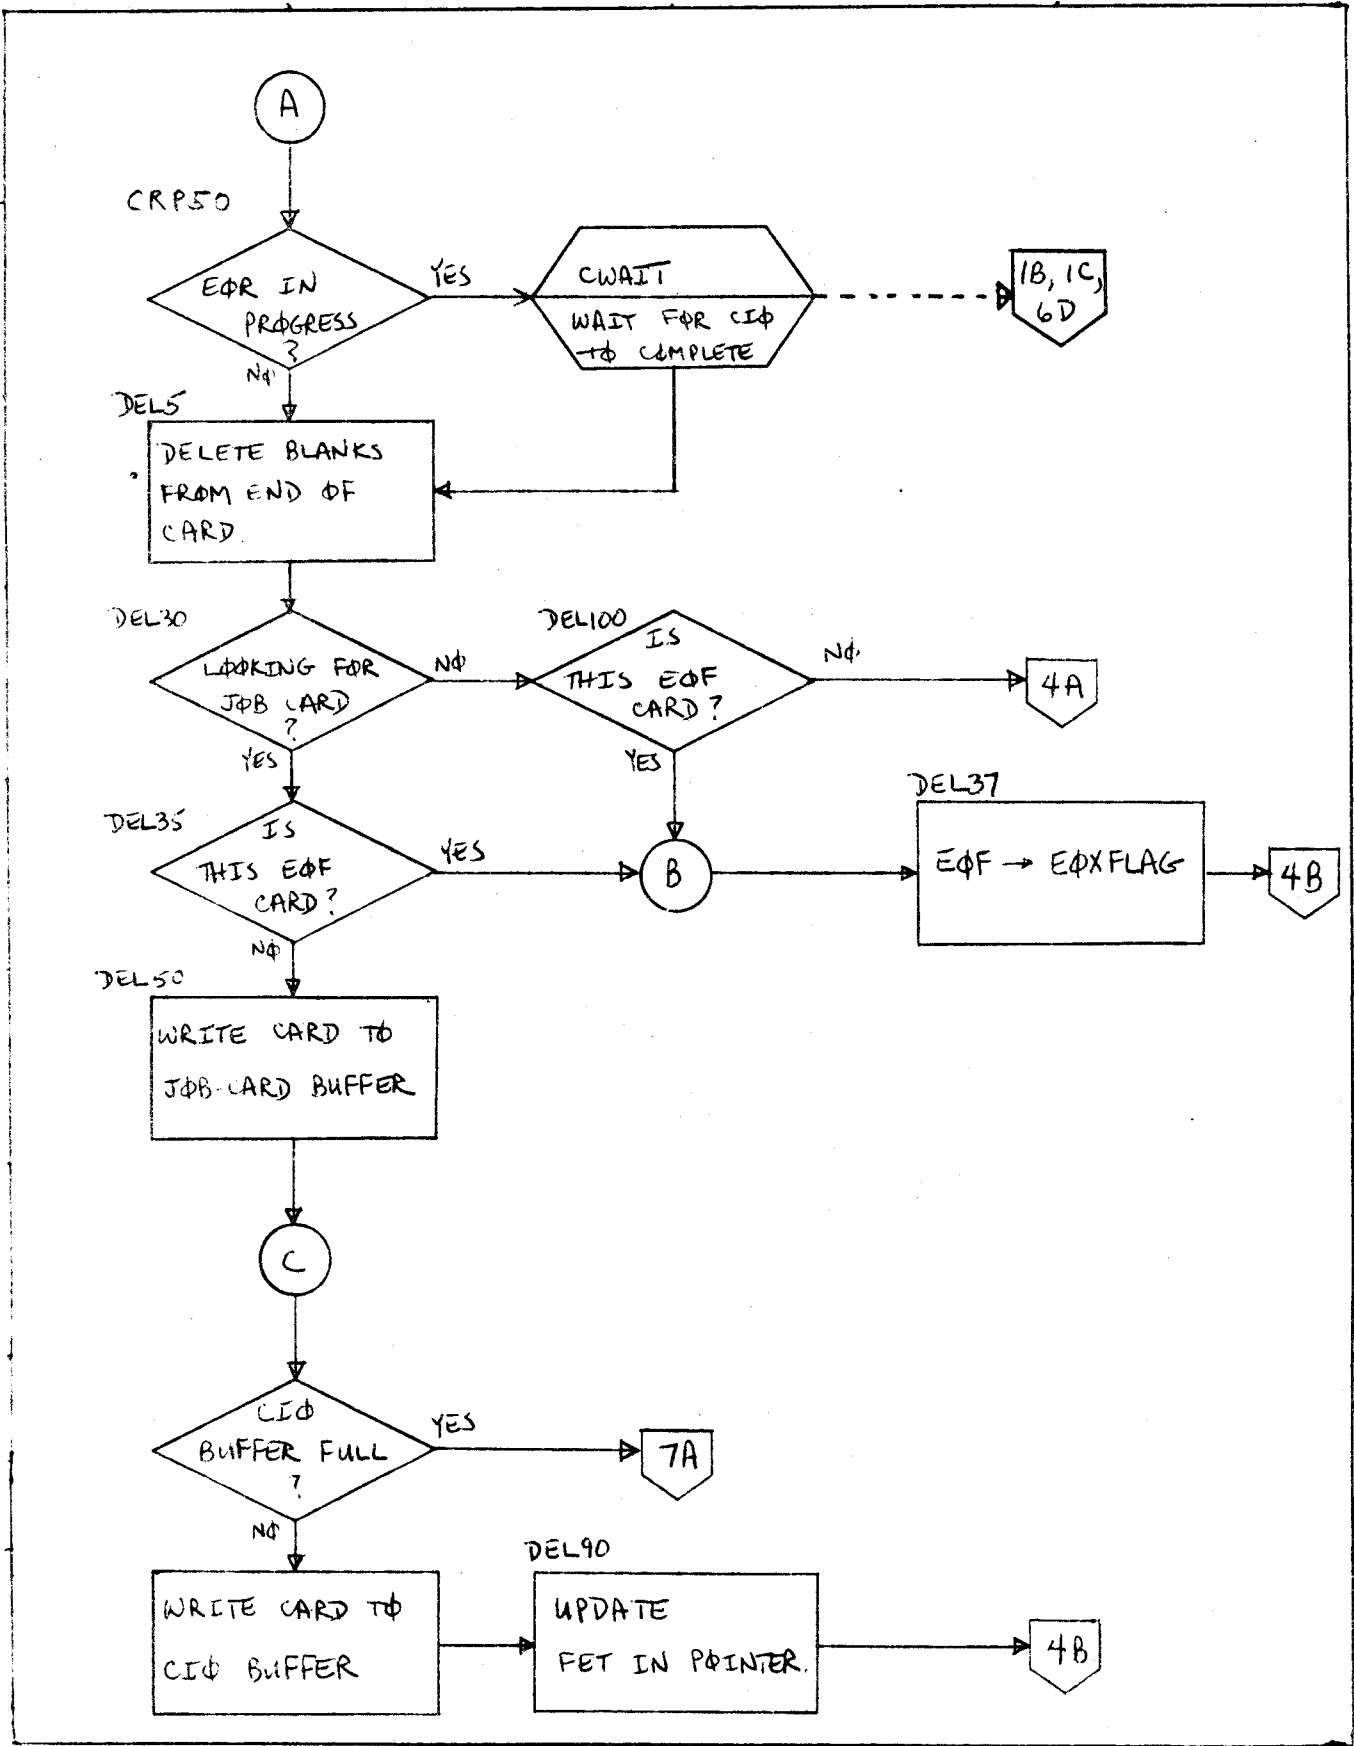 A
CRP50
EØR IN
PRØGRESS
?
YES
NØ
CWAIT
WAIT FØR CIØ
TØ CØMPLETE
1B, 1C,
6D
DEL5
DELETE BLANKS
FRØM END ØF
CARD.
DEL30
LØØKING FØR
JØB CARD
?
NØ
YES
DEL100
IS
THIS EØF
CARD?
NØ.
YES
4A
DEL35
IS
THIS EØF
CARD?
YES
NØ
B
DEL37
EØF → EØXFLAG
4B
DEL50
WRITE CARD TØ
JØB-CARD BUFFER
C
CIØ
BUFFER FULL
?
YES
NØ
7A
WRITE CARD TØ
CIØ BUFFER
DEL90
UPDATE
FET IN PØINTER.
4B